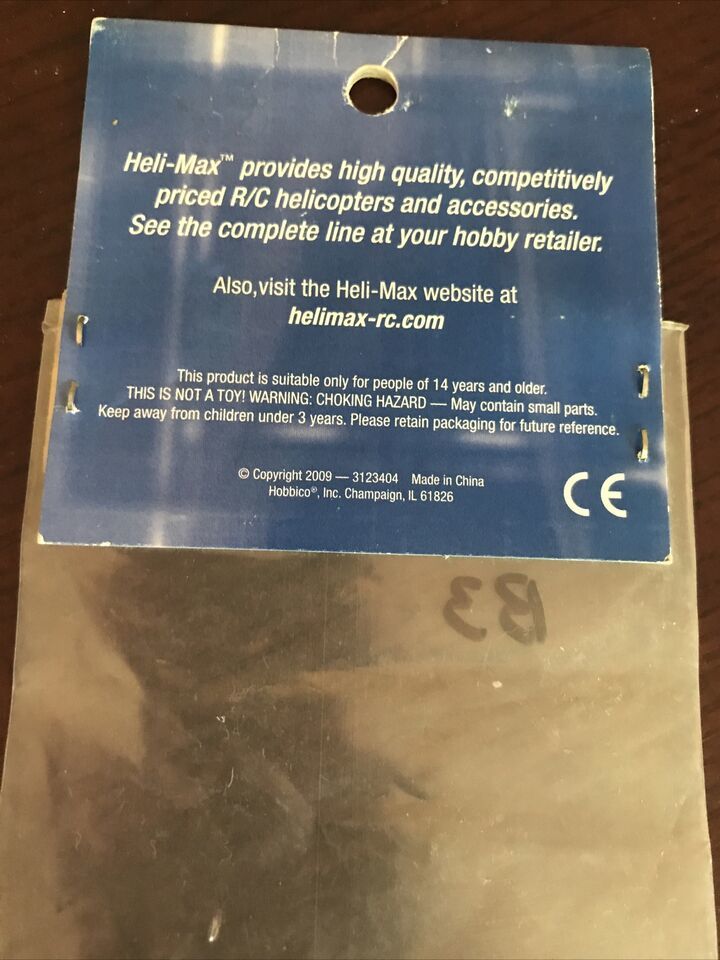 Heli-Max™ provides high quality, competitively
priced R/C helicopters and accessories.
See the complete line at your hobby retailer.
Also,visit the Heli-Max website at
helimax-rc.com
This product is suitable only for people of 14 years and older.
THIS IS NOT A TOY! WARNING: CHOKING HAZARD — May contain small parts.
Keep away from children under 3 years. Please retain packaging for future reference.
© Copyright 2009 — 3123404 Made in China
Hobbico®, Inc. Champaign, IL 61826
CE
B3